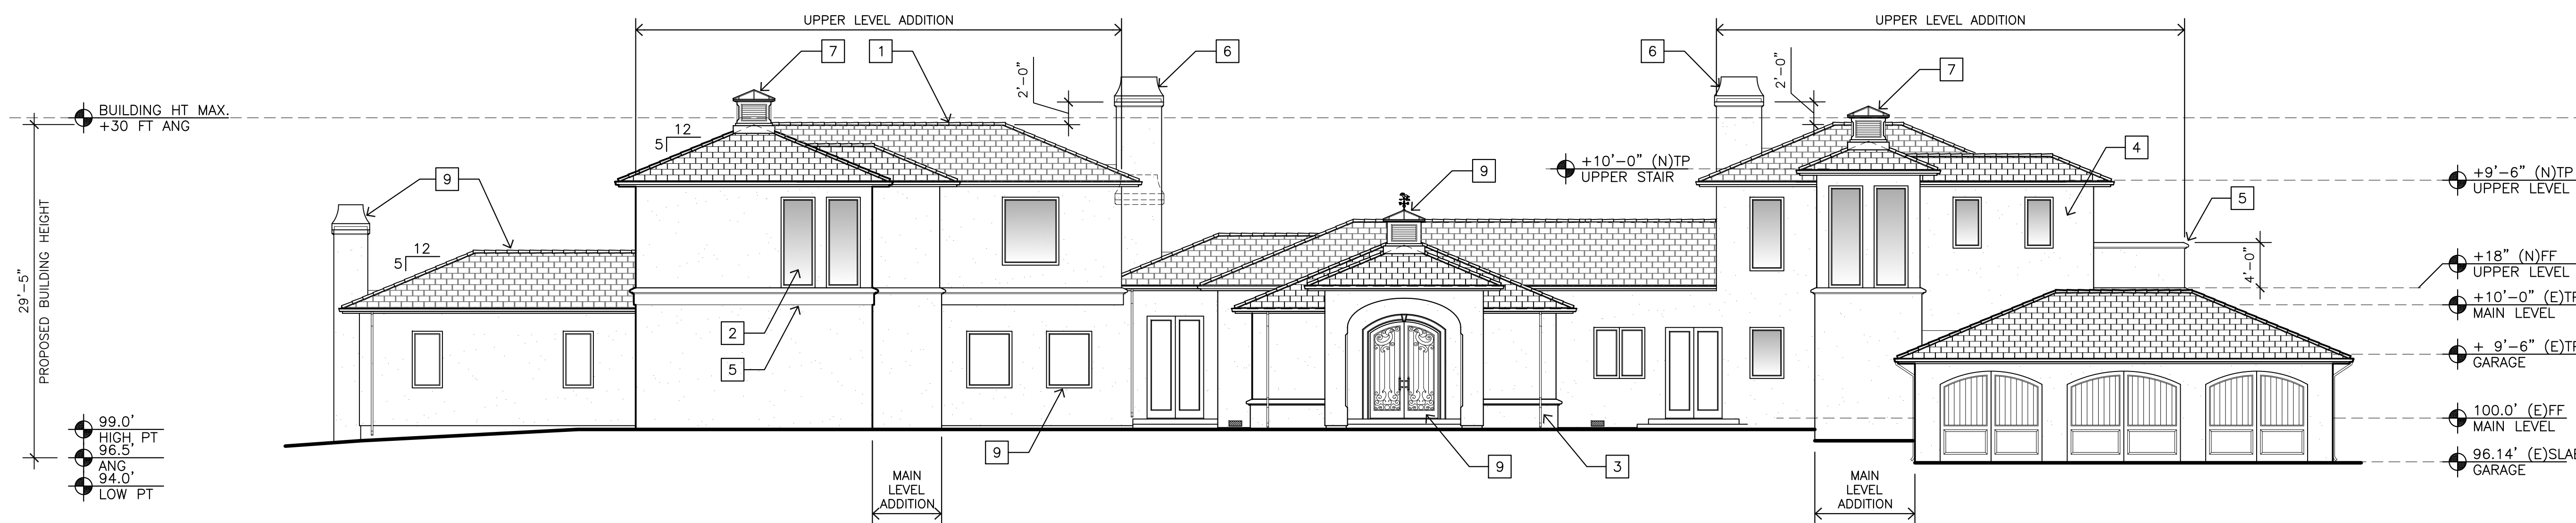 UPPER LEVEL ADDITION
UPPER LEVEL ADDITION
7
1
6
6
7
2'-0"
2'-0"
BUILDING HT MAX.
+30 FT ANG
12
5
4
+10'-0" (N)TP
UPPER STAIR
9
9
+9'-6" (N)TP
UPPER LEVEL
5
12
5
4'-0"
+18" (N)FF
UPPER LEVEL
29'-5"
PROPOSED BUILDING HEIGHT
+10'-0" (E)TP
MAIN LEVEL
2
5
+ 9'-6" (E)TP
GARAGE
99.0'
HIGH PT
96.5'
ANG
94.0'
LOW PT
100.0' (E)FF
MAIN LEVEL
9
9
3
96.14' (E)SLAB
GARAGE
MAIN
LEVEL
ADDITION
MAIN
LEVEL
ADDITION